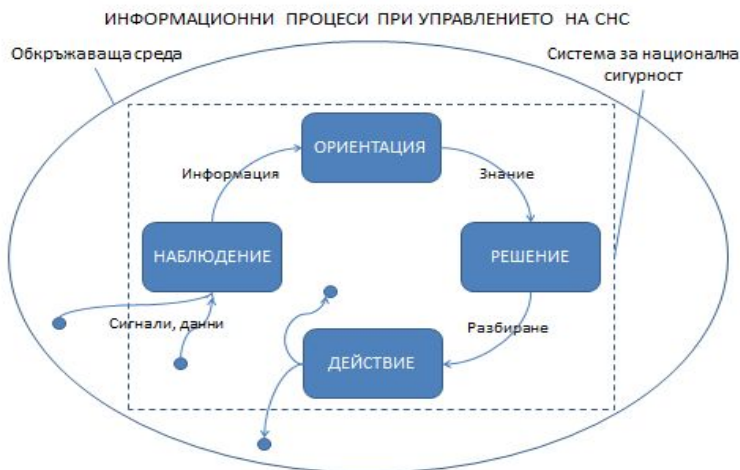 ИНФОРМАЦИОННИ ПРОЦЕСИ ПРИ УПРАВЛЕНИЕТО НА СНС
Обкръжаваща среда
Система за национална
сигурност
ОРИЕНТАЦИЯ
Информация
Знание
НАБЛЮДЕНИЕ
РЕШЕНИЕ
Сигнали, данни
Разбиране
ДЕЙСТВИЕ